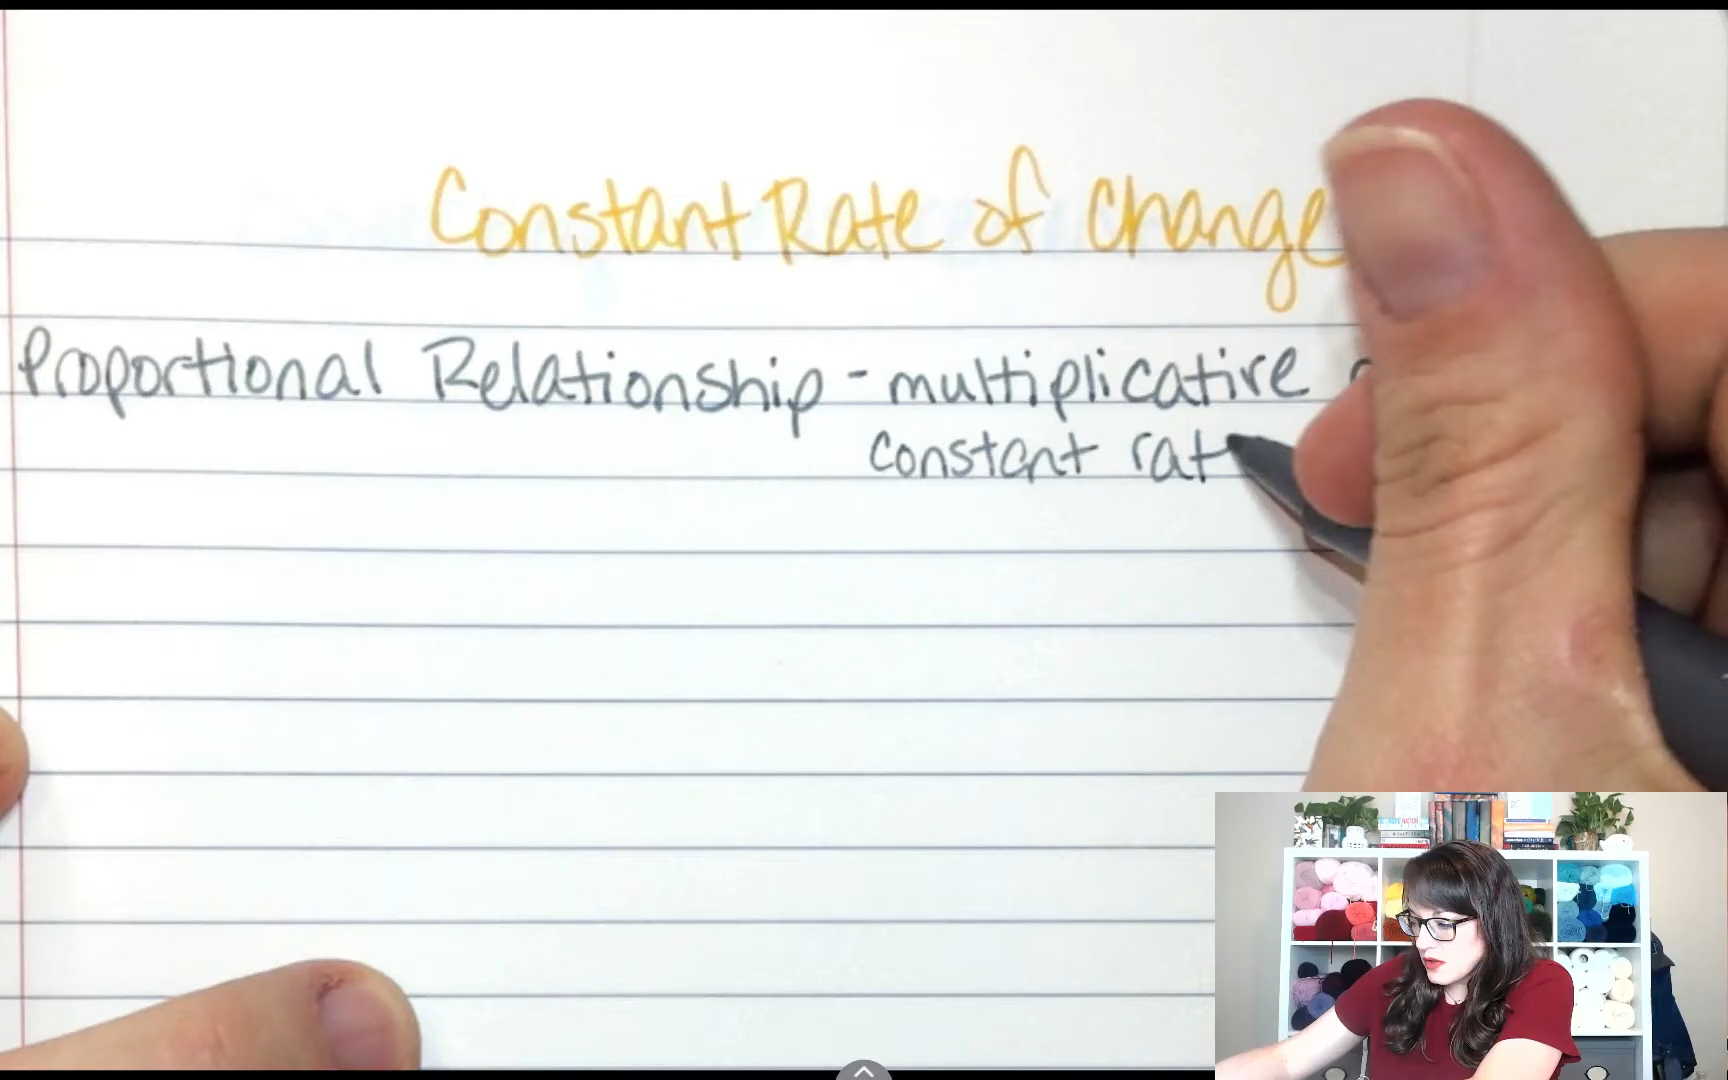 Constant Rate of Change
Proportional Relationship - multiplicative
constant rat